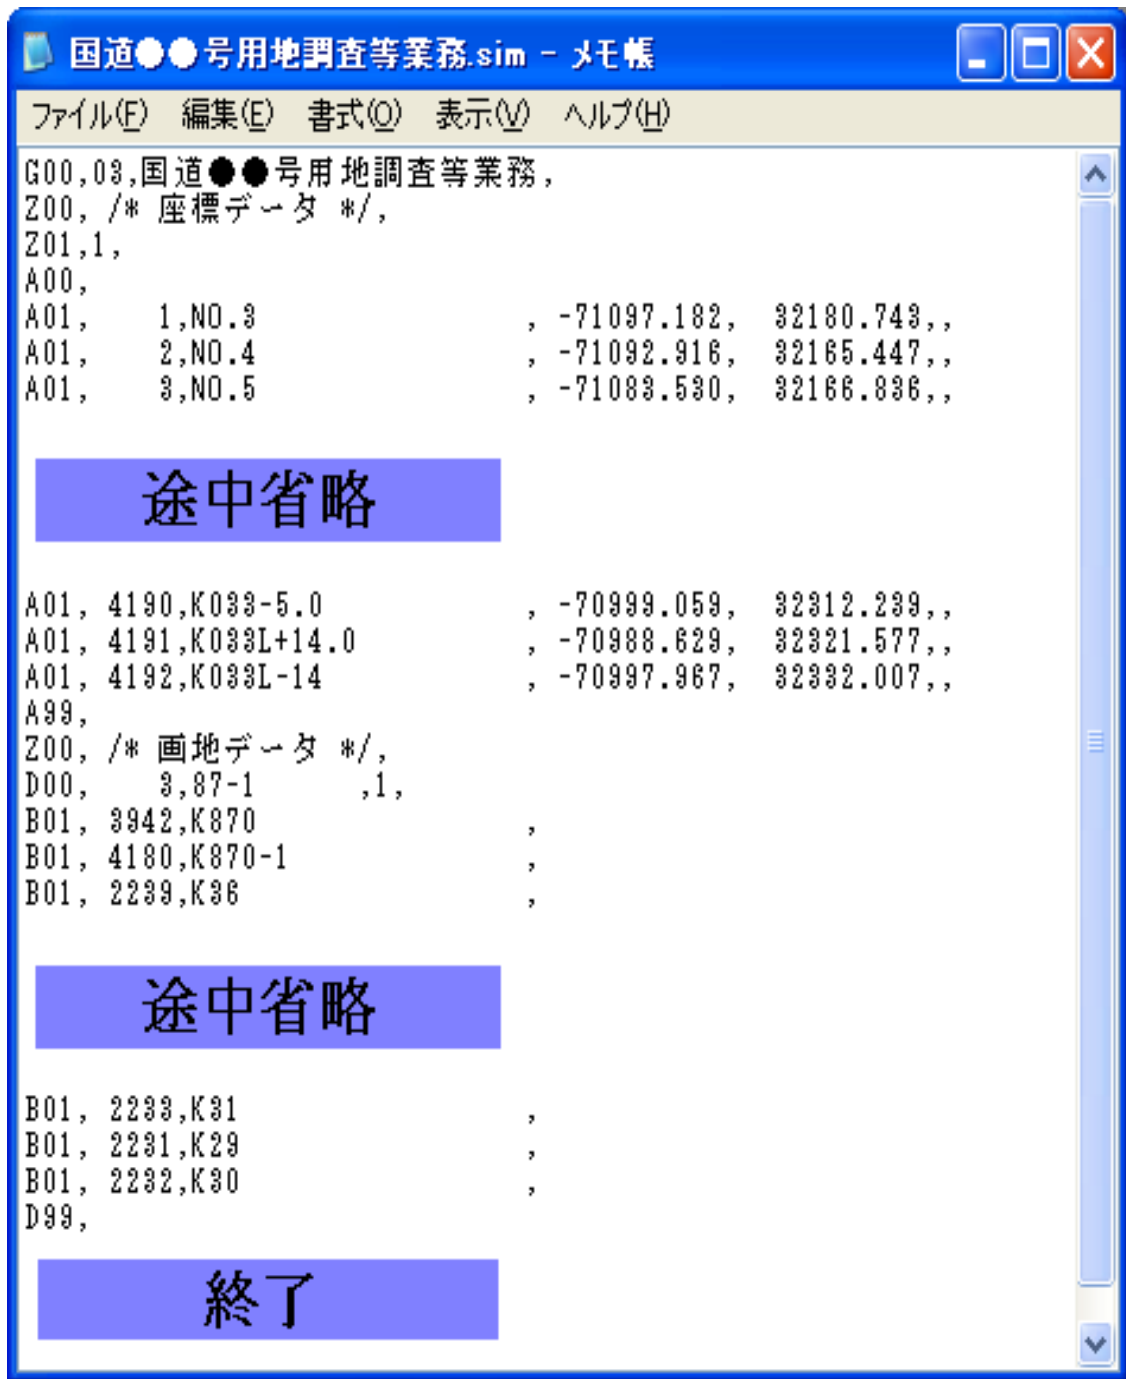 国道●●号用地調査等業務.sim - メモ帳
ファイル(F) 編集(E) 書式(O) 表示(V) ヘルプ(H)
G00,03,国道●●号用地調査等業務,
Z00, /* 座標データ */,
Z01,1,
A00,
A01,    1,NO.3                 , -71097.182,  32180.743,,
A01,    2,NO.4                 , -71092.916,  32165.447,,
A01,    3,NO.5                 , -71083.530,  32166.836,,
途中省略
A01, 4190,K033-5.0             , -70999.059,  32312.239,,
A01, 4191,K033L+14.0           , -70988.629,  32321.577,,
A01, 4192,K033L-14             , -70997.967,  32332.007,,
A99,
Z00, /* 画地データ */,
D00,    3,87-1      ,1,
B01, 3942,K870                 ,
B01, 4180,K870-1               ,
B01, 2239,K36                  ,
途中省略
B01, 2233,K31                  ,
B01, 2231,K29                  ,
B01, 2232,K30                  ,
D99,
終了